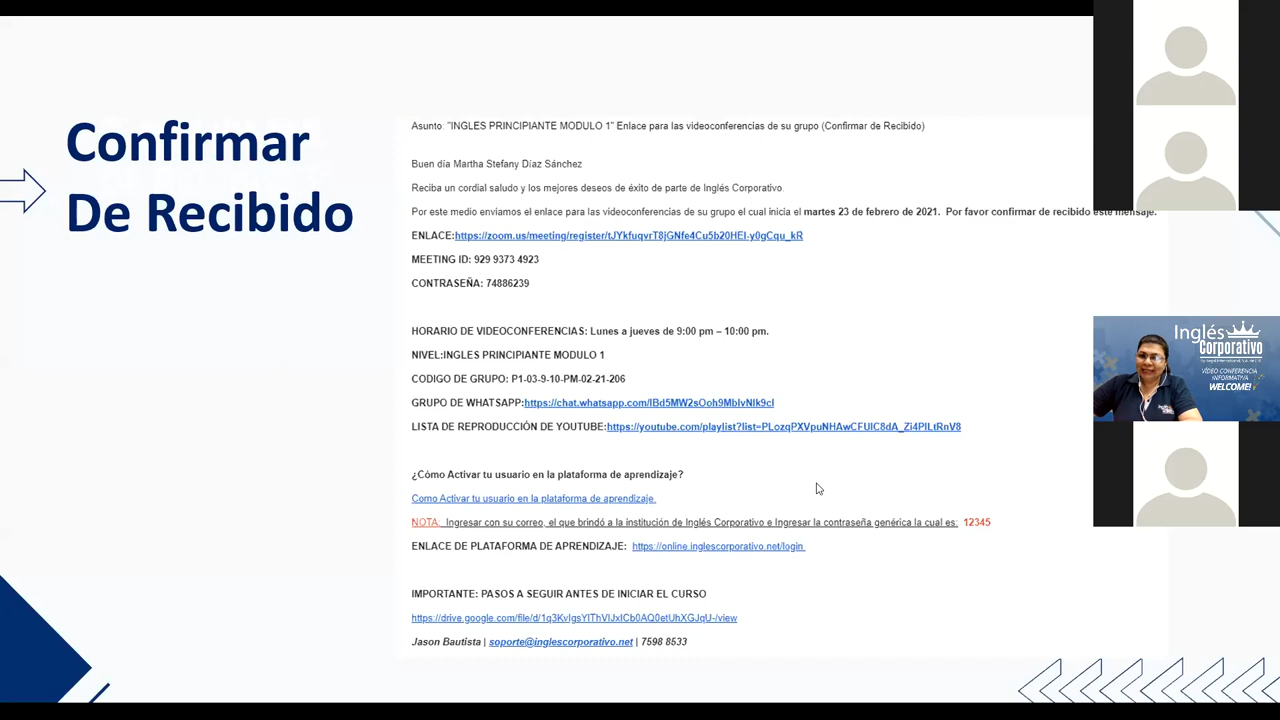 Confirmar
De Recibido
Asunto: "INGLES PRINCIPIANTE MODULO 1" Enlace para las videoconferencias de su grupo (Confirmar de Recibido)
Buen día Martha Stefany Díaz Sánchez
Reciba un cordial saludo y los mejores deseos de éxito de parte de Inglés Corporativo.
Por este medio enviamos el enlace para las videoconferencias de su grupo el cual inicia el martes 23 de febrero de 2021. Por favor confirmar de recibido este mensaje.
ENLACE:https://zoom.us/meeting/register/tJYkfuqvrT8jGNfe4Cu5b20HEI-y0gCqu_kR
MEETING ID: 929 9373 4923
CONTRASEÑA: 74886239
HORARIO DE VIDEOCONFERENCIAS: Lunes a jueves de 9:00 pm – 10:00 pm.
NIVEL:INGLES PRINCIPIANTE MODULO 1
CODIGO DE GRUPO: P1-03-9-10-PM-02-21-206
GRUPO DE WHATSAPP:https://chat.whatsapp.com/IBd5MW2sOoh9MbIvNlk9cI
LISTA DE REPRODUCCIÓN DE YOUTUBE:https://youtube.com/playlist?list=PLozqPXVpuNHAwCFUIC8dA_Zi4PILtRnV8
¿Cómo Activar tu usuario en la plataforma de aprendizaje?
Como Activar tu usuario en la plataforma de aprendizaje.
NOTA: Ingresar con su correo, el que brindó a la institución de Inglés Corporativo e Ingresar la contraseña genérica la cual es: 12345
ENLACE DE PLATAFORMA DE APRENDIZAJE: https://online.inglescorporativo.net/login
IMPORTANTE: PASOS A SEGUIR ANTES DE INICIAR EL CURSO
https://drive.google.com/file/d/1q3KvIgsYIThVIJxICb0AQ0etUhXGJqU-/view
Jason Bautista | soporte@inglescorporativo.net | 7598 8533
Inglés
Corporativo
VÍDEO CONFERENCIA
INFORMATIVA
WELCOME!